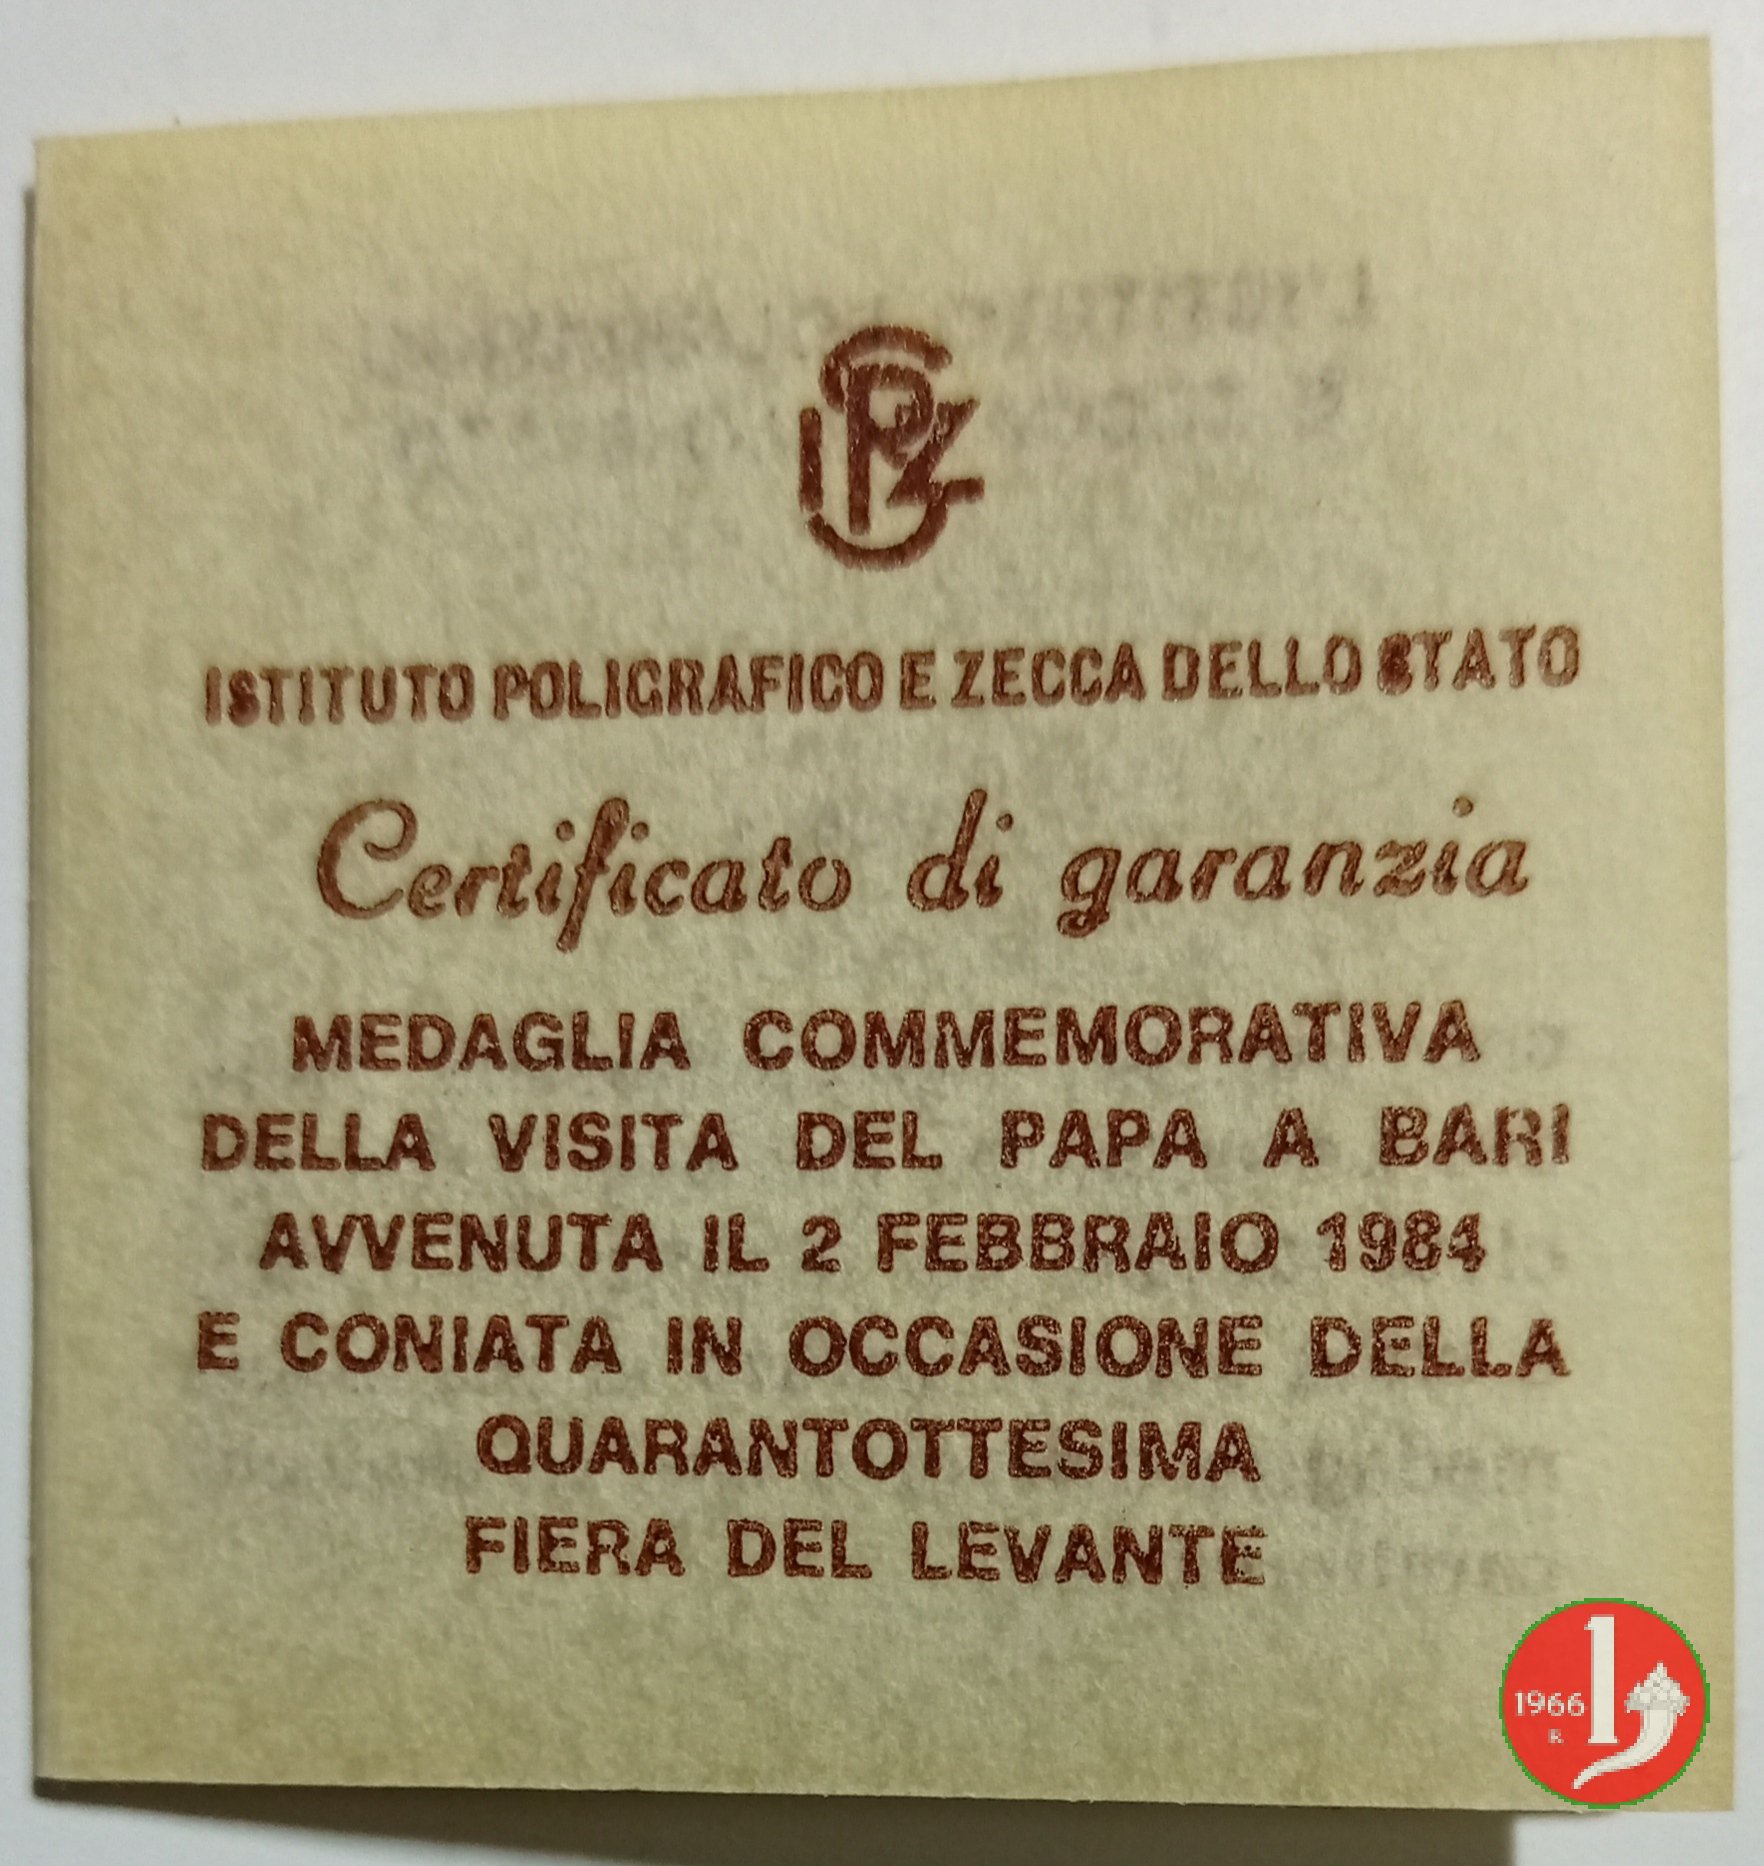 IPZS
ISTITUTO POLIGRAFICO E ZECCA DELLO STATO
Certificato di garanzia
MEDAGLIA COMMEMORATIVA
DELLA VISITA DEL PAPA A BARI
AVVENUTA IL 2 FEBBRAIO 1984
E CONIATA IN OCCASIONE DELLA
QUARANTOTTESIMA
FIERA DEL LEVANTE
1966
R